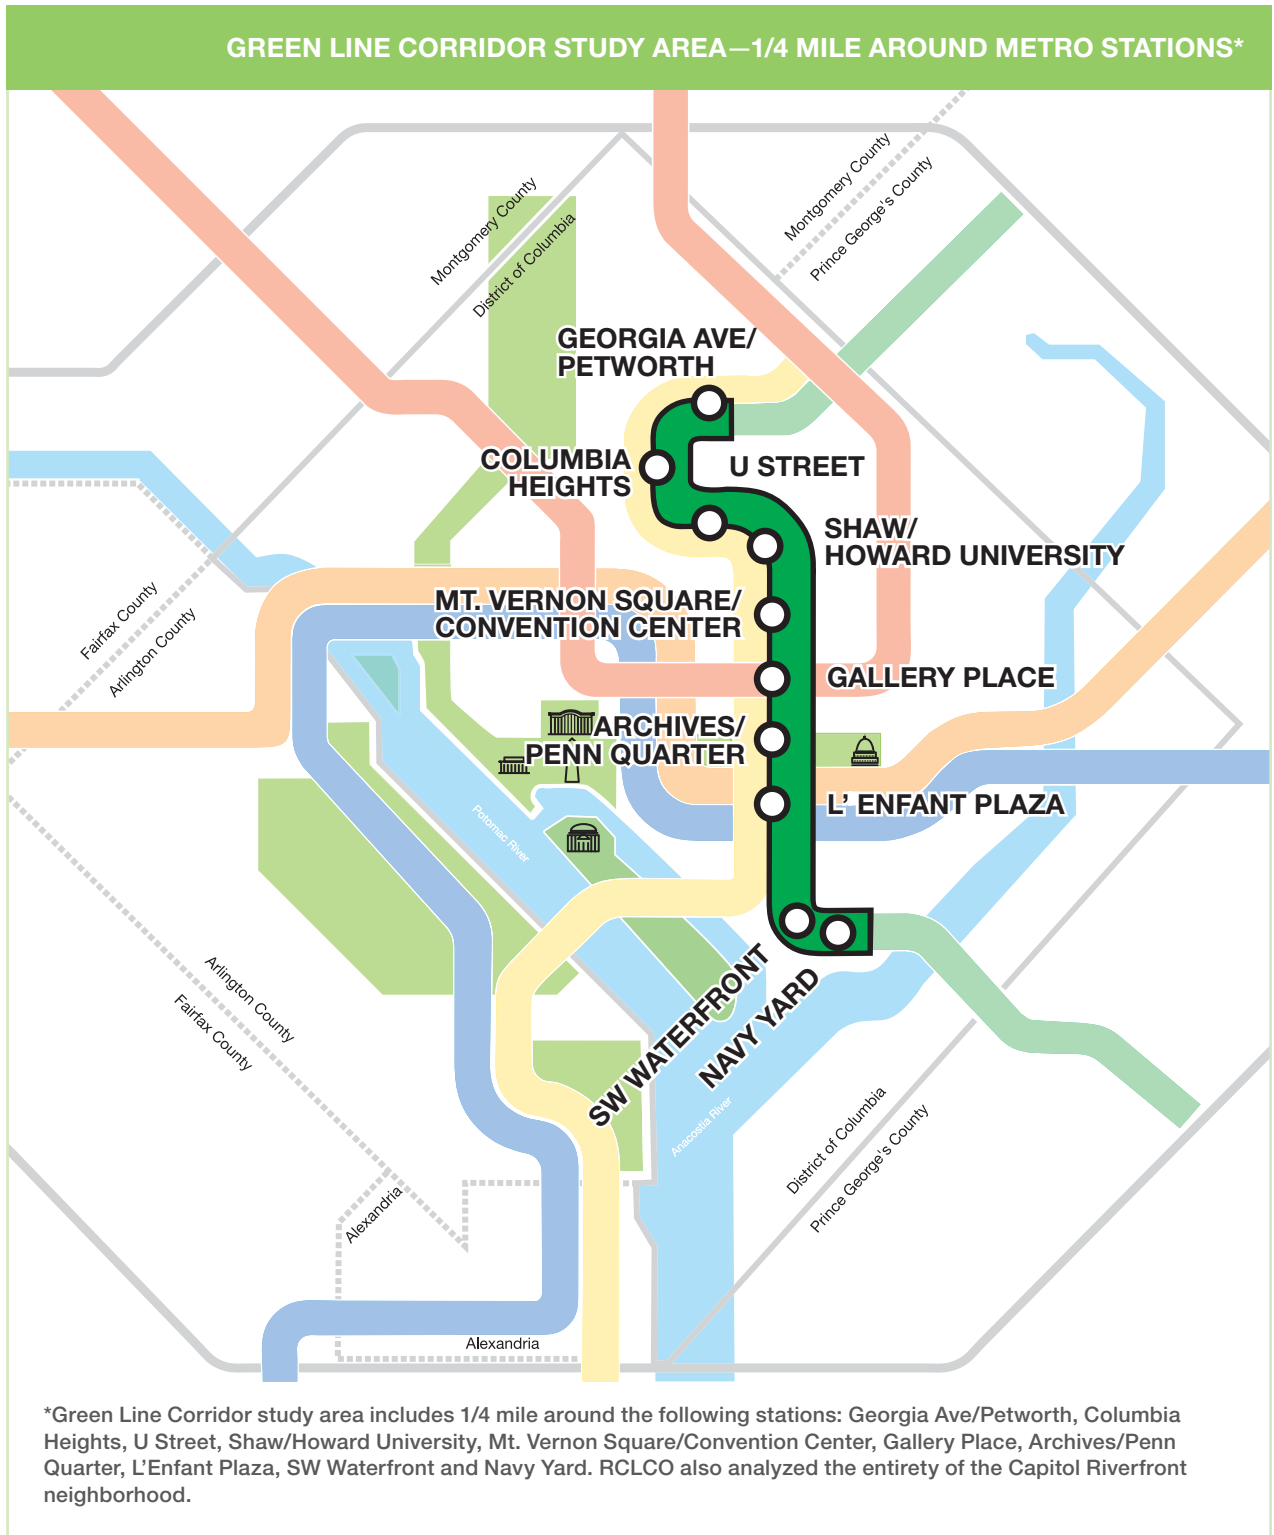 GREEN LINE CORRIDOR STUDY AREA—1/4 MILE AROUND METRO STATIONS*
Montgomery County
District of Columbia
Montgomery County
Prince George's County
GEORGIA AVE/
PETWORTH
COLUMBIA
HEIGHTS
U STREET
SHAW/
HOWARD UNIVERSITY
MT. VERNON SQUARE/
CONVENTION CENTER
GALLERY PLACE
ARCHIVES/
PENN QUARTER
L' ENFANT PLAZA
Fairfax County
Arlington County
Potomac River
SW WATERFRONT
NAVY YARD
Arlington County
Fairfax County
Anacostia River
District of Columbia
Prince George's County
Alexandria
Alexandria
*Green Line Corridor study area includes 1/4 mile around the following stations: Georgia Ave/Petworth, Columbia
Heights, U Street, Shaw/Howard University, Mt. Vernon Square/Convention Center, Gallery Place, Archives/Penn
Quarter, L'Enfant Plaza, SW Waterfront and Navy Yard. RCLCO also analyzed the entirety of the Capitol Riverfront
neighborhood.